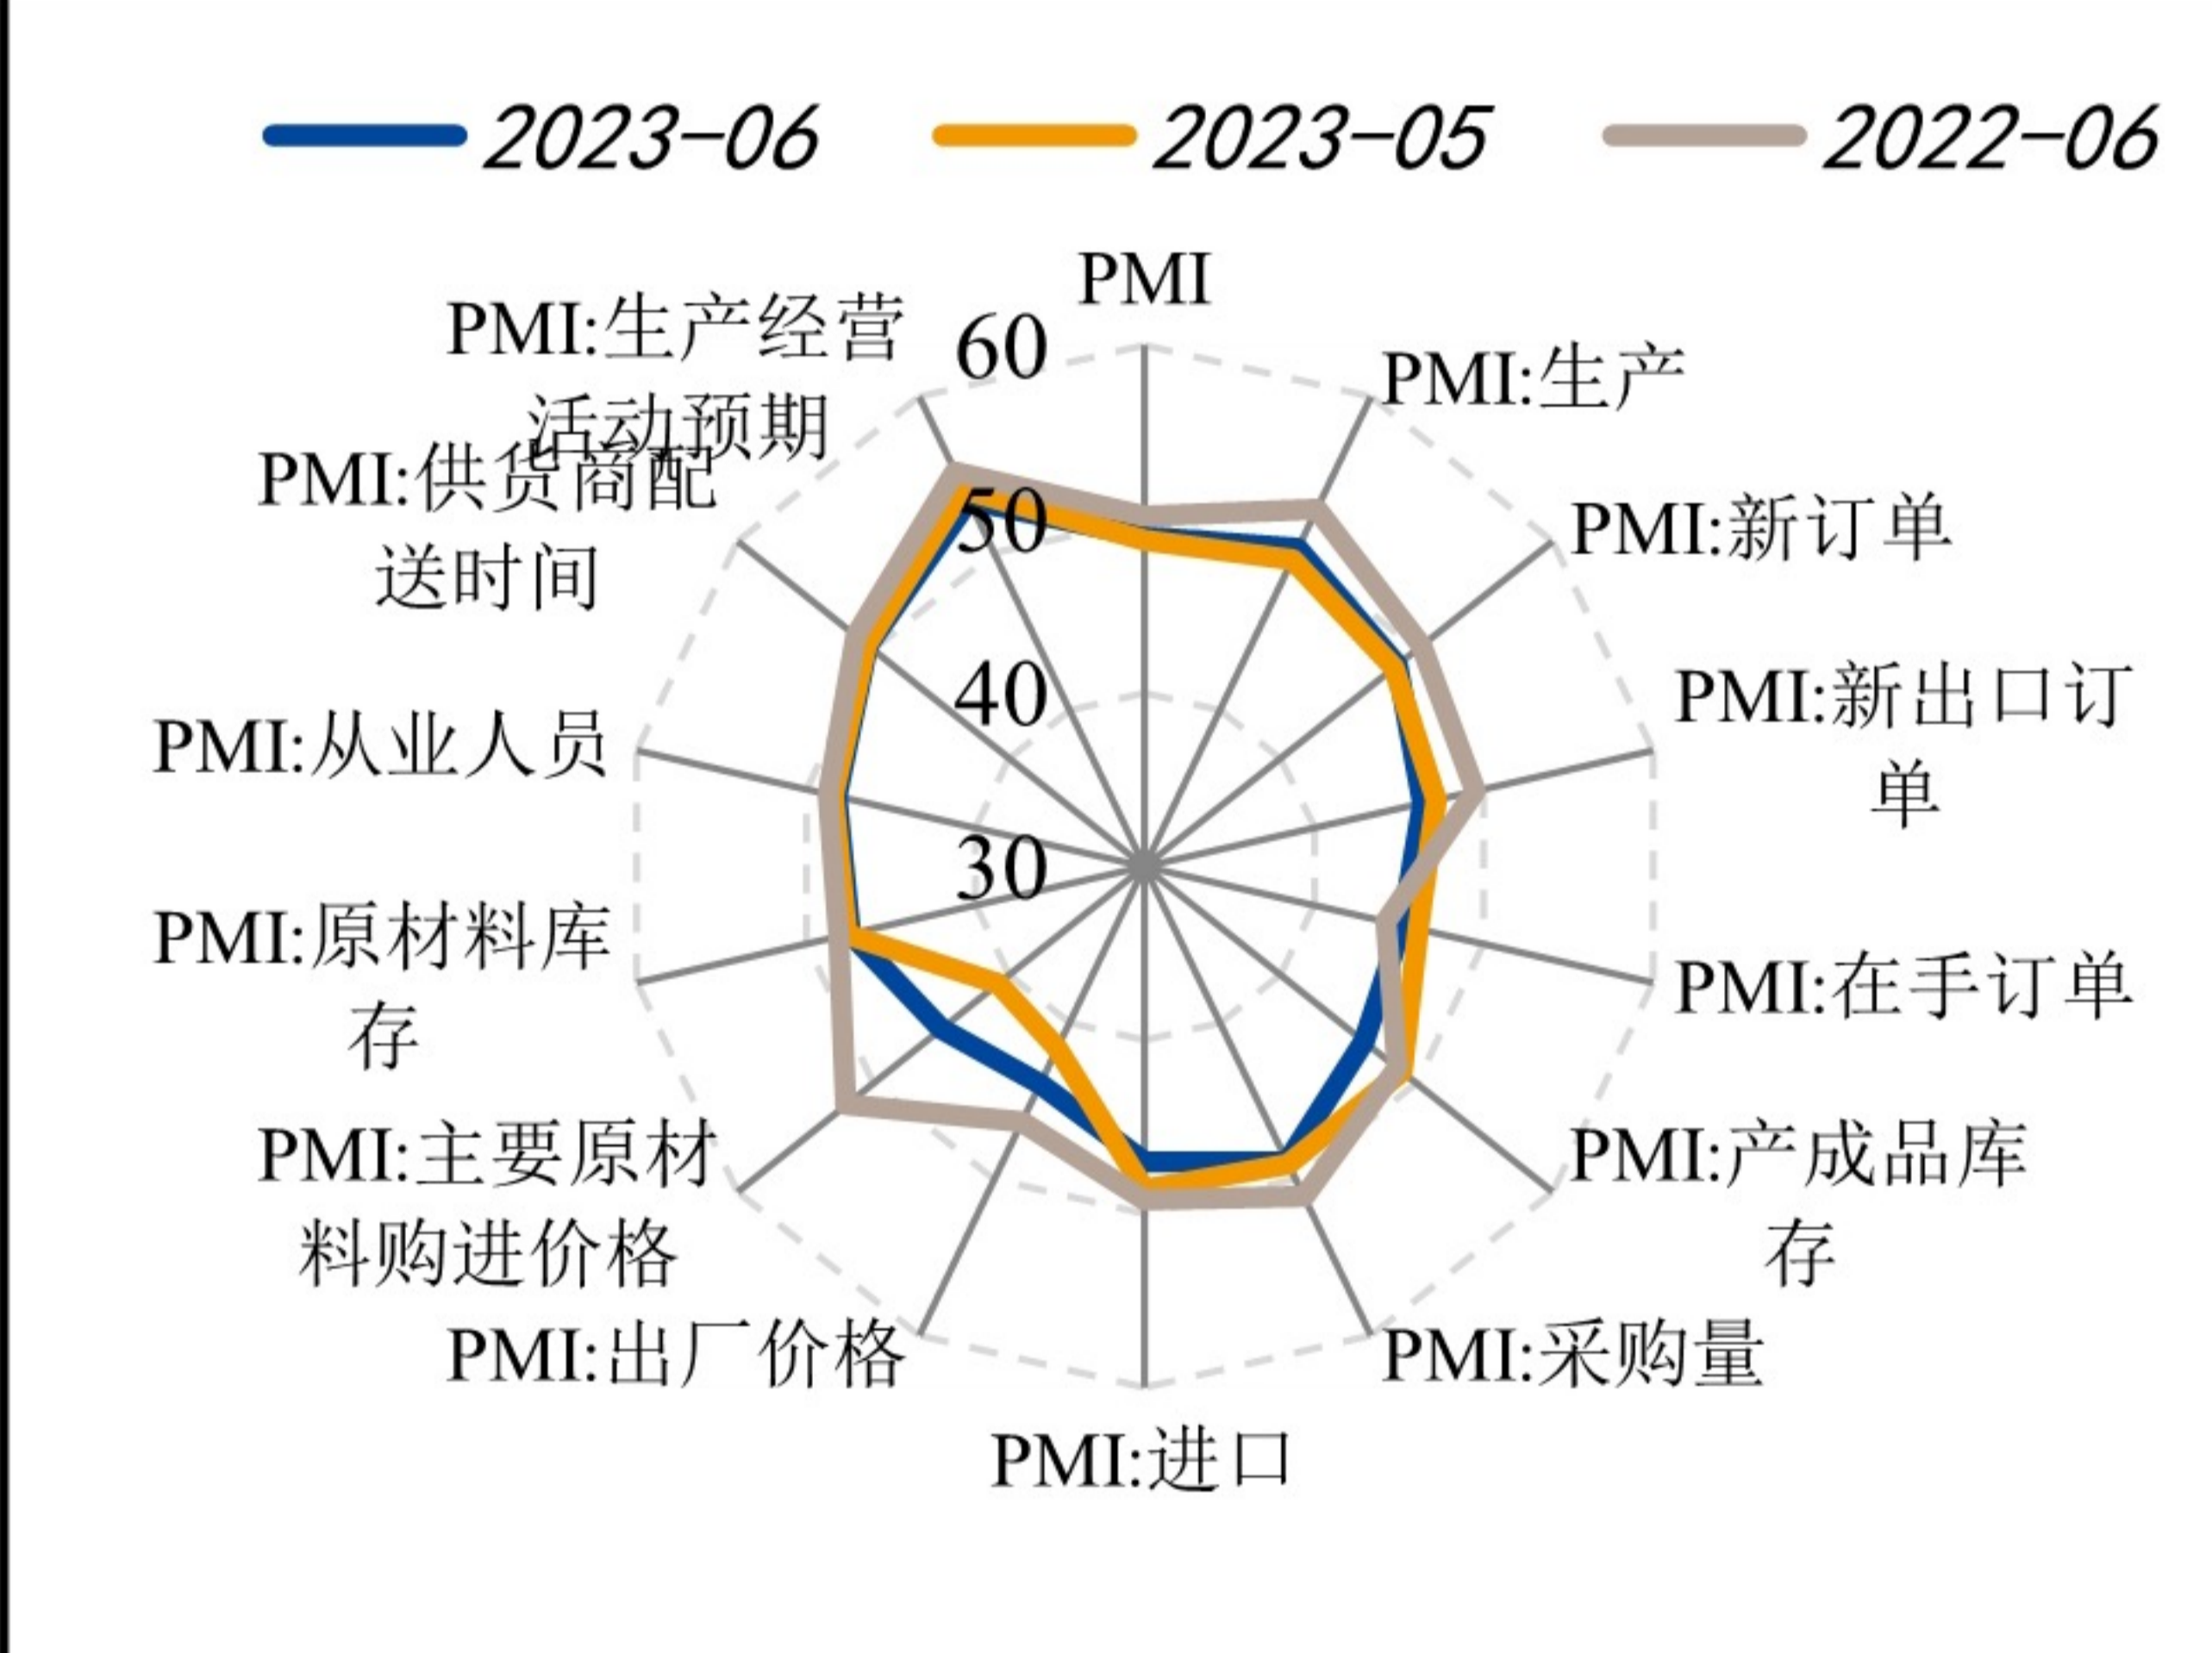 2023-06 2023-05 2022-06
PMI
60
PMI:生产经营
活动预期
PMI:生产
PMI:供货商配
送时间
50
PMI:新订单
40
PMI:新出口订
单
PMI:从业人员
30
PMI:原材料库
存
PMI:在手订单
PMI:主要原材
料购进价格
PMI:产成品库
存
PMI:出厂价格
PMI:采购量
PMI:进口